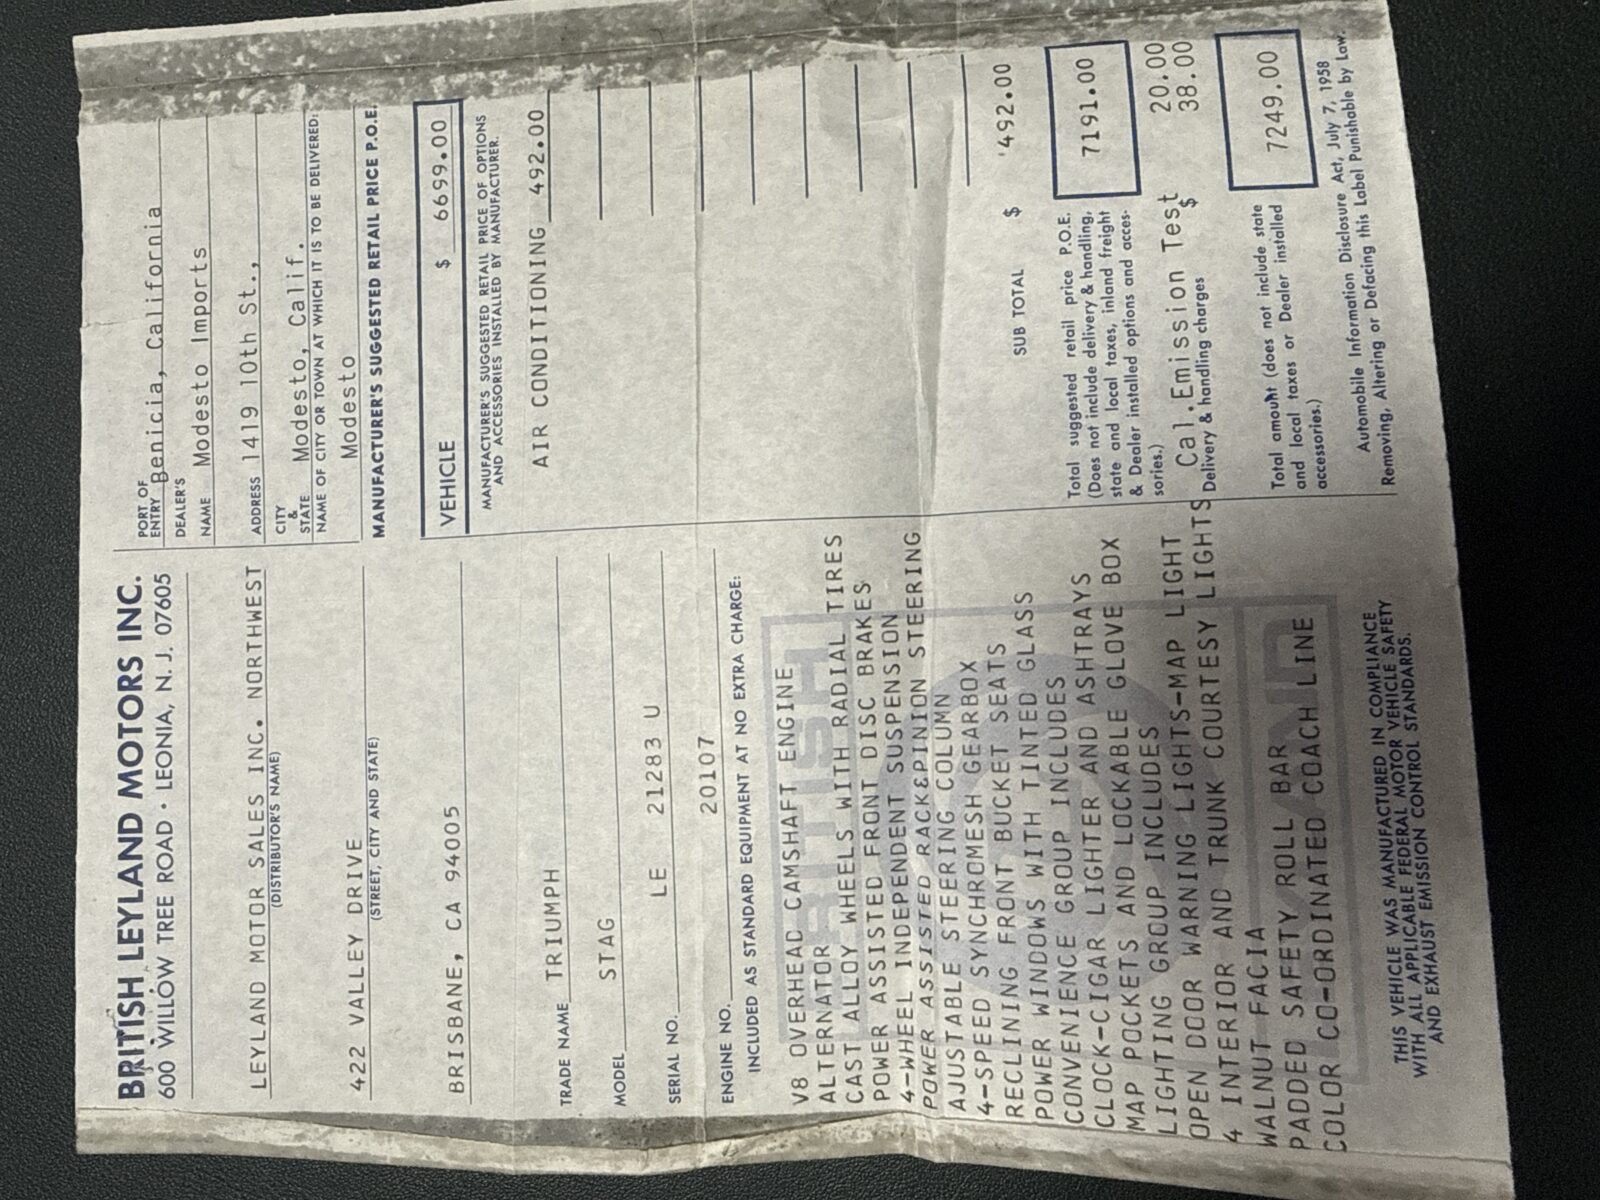 BRITISH LEYLAND MOTORS INC.
600 WILLOW TREE ROAD · LEONIA, N. J. 07605
LEYLAND MOTOR SALES INC. NORTHWEST
(DISTRIBUTOR'S NAME)
422 VALLEY DRIVE
(STREET, CITY AND STATE)
BRISBANE, CA 94005
TRADE NAME TRIUMPH
MODEL STAG
SERIAL NO. LE 21283 U
20107
ENGINE NO.
INCLUDED AS STANDARD EQUIPMENT AT NO EXTRA CHARGE:
V8 OVERHEAD CAMSHAFT ENGINE
ALTERNATOR
CAST ALLOY WHEELS WITH RADIAL TIRES
POWER ASSISTED FRONT DISC BRAKES
4-WHEEL INDEPENDENT SUSPENSION
POWER ASSISTED RACK&PINION STEERING
AJUSTABLE STEERING COLUMN
4-SPEED SYNCHROMESH GEARBOX
RECLINING FRONT BUCKET SEATS
POWER WINDOWS WITH TINTED GLASS
CONVENIENCE GROUP INCLUDES
CLOCK-CIGAR LIGHTER AND ASHTRAYS
MAP POCKETS AND LOCKABLE GLOVE BOX
LIGHTING GROUP INCLUDES
OPEN DOOR WARNING LIGHTS-MAP LIGHT
4 INTERIOR AND TRUNK COURTESY LIGHTS
WALNUT FACIA
PADDED SAFETY ROLL BAR
COLOR CO-ORDINATED COACH LINE
BRITISH
LEYLAND
THIS VEHICLE WAS MANUFACTURED IN COMPLIANCE
WITH ALL APPLICABLE FEDERAL MOTOR VEHICLE SAFETY
AND EXHAUST EMISSION CONTROL STANDARDS.
PORT OF
ENTRY Benicia, California
DEALER'S
NAME Modesto Imports
ADDRESS 1419 10th St.,
CITY
&
STATE Modesto, Calif.
NAME OF CITY OR TOWN AT WHICH IT IS TO BE DELIVERED:
Modesto
MANUFACTURER'S SUGGESTED RETAIL PRICE P.O.E.
VEHICLE $ 6699.00
MANUFACTURER'S SUGGESTED RETAIL PRICE OF OPTIONS
AND ACCESSORIES INSTALLED BY MANUFACTURER.
AIR CONDITIONING 492.00
SUB TOTAL $ 492.00
Total suggested retail price P.O.E.
(Does not include delivery & handling,
state and local taxes, inland freight
& Dealer installed options and acces-
sories.)
7191.00
Cal.Emission Test 20.00
Delivery & handling charges $ 38.00
Total amount (does not include state
and local taxes or Dealer installed
accessories.)
7249.00
Automobile Information Disclosure Act, July 7, 1958
Removing, Altering or Defacing this Label Punishable by Law.